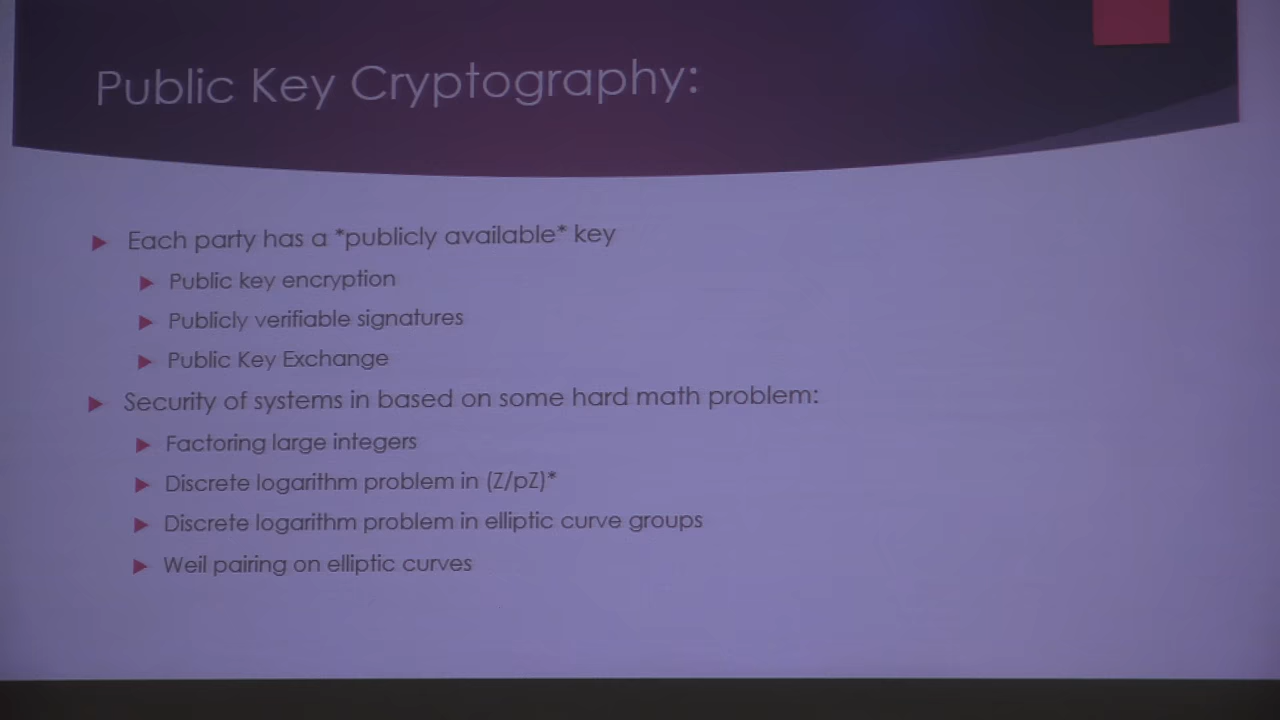 Public Key Cryptography:
Each party has a *publicly available* key
Public key encryption
Publicly verifiable signatures
Public Key Exchange
Security of systems in based on some hard math problem:
Factoring large integers
Discrete logarithm problem in (Z/pZ)*
Discrete logarithm problem in elliptic curve groups
Weil pairing on elliptic curves